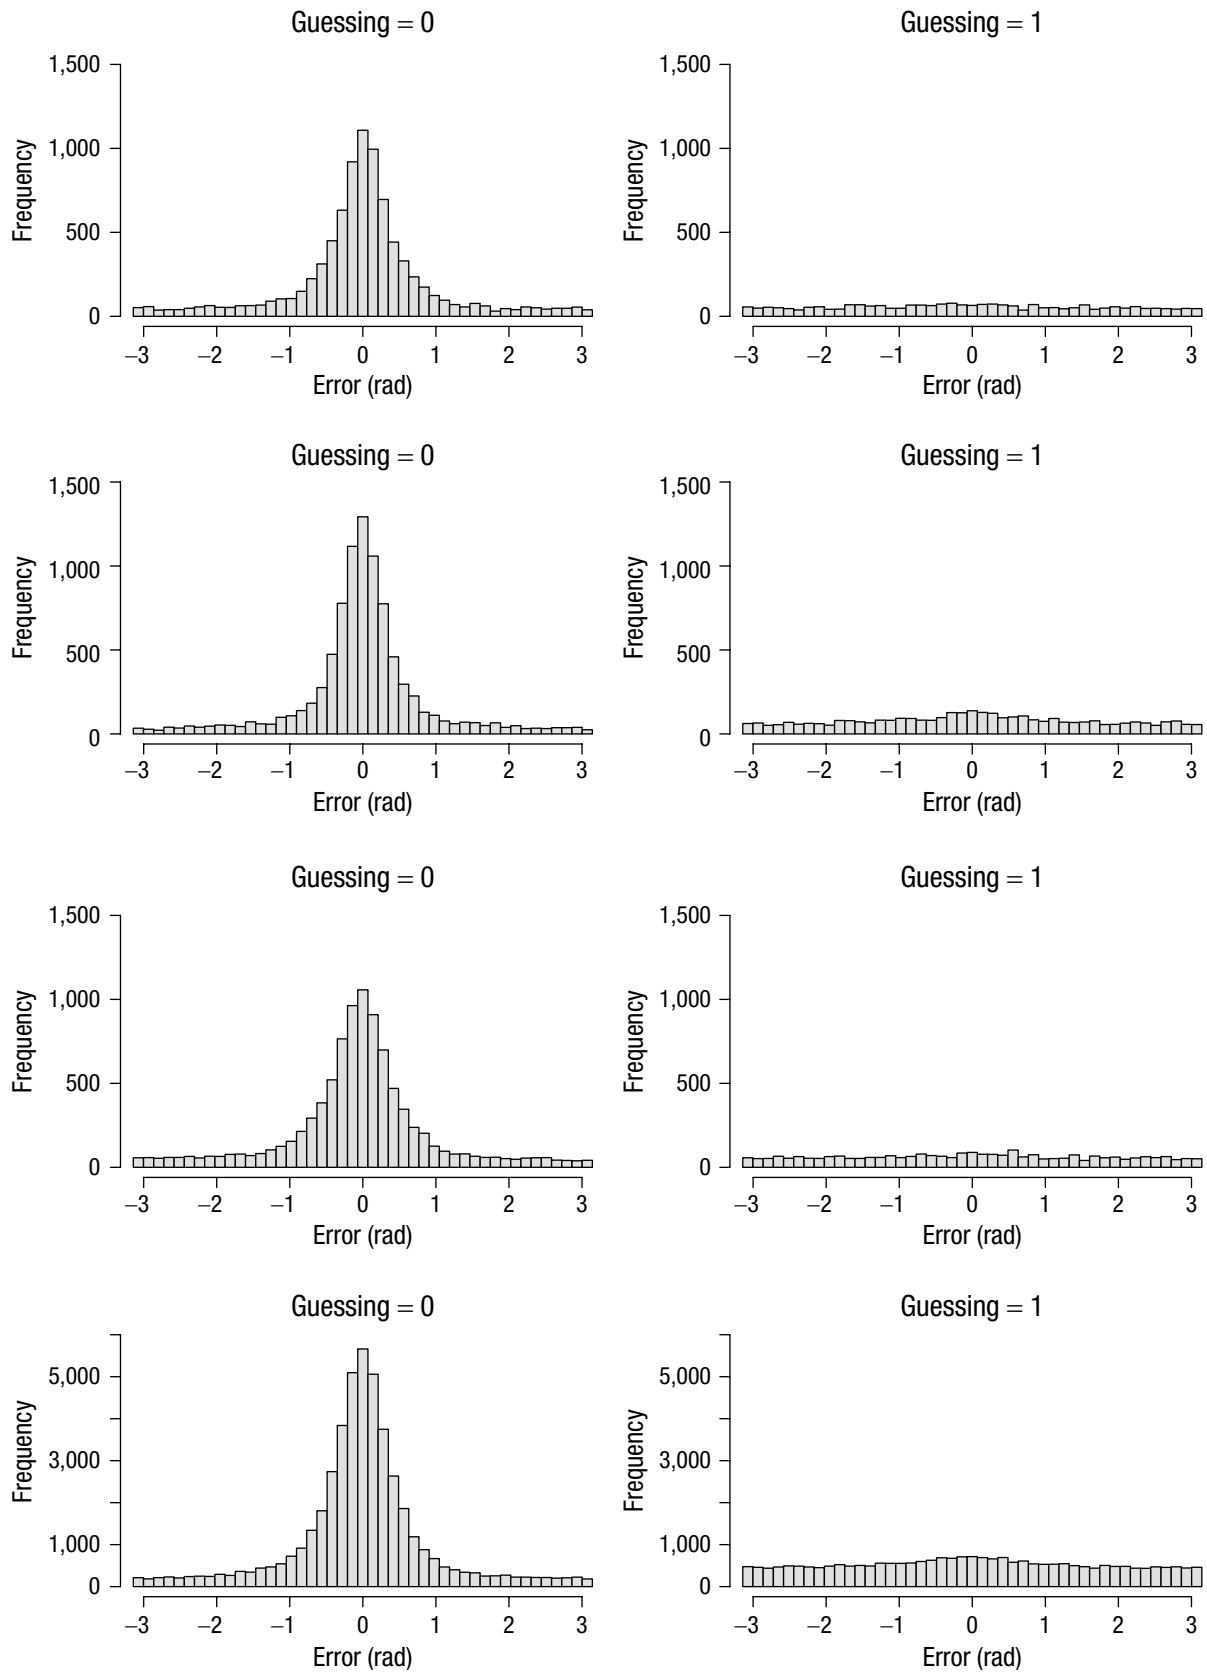 Guessing = 0
1,500
1,000
500
0
Frequency
−3 −2 −1 0 1 2 3
Error (rad)
Guessing = 1
1,500
1,000
500
0
Frequency
−3 −2 −1 0 1 2 3
Error (rad)
Guessing = 0
1,500
1,000
500
0
Frequency
−3 −2 −1 0 1 2 3
Error (rad)
Guessing = 1
1,500
1,000
500
0
Frequency
−3 −2 −1 0 1 2 3
Error (rad)
Guessing = 0
1,500
1,000
500
0
Frequency
−3 −2 −1 0 1 2 3
Error (rad)
Guessing = 1
1,500
1,000
500
0
Frequency
−3 −2 −1 0 1 2 3
Error (rad)
Guessing = 0
5,000
3,000
1,000
0
Frequency
−3 −2 −1 0 1 2 3
Error (rad)
Guessing = 1
5,000
3,000
1,000
0
Frequency
−3 −2 −1 0 1 2 3
Error (rad)